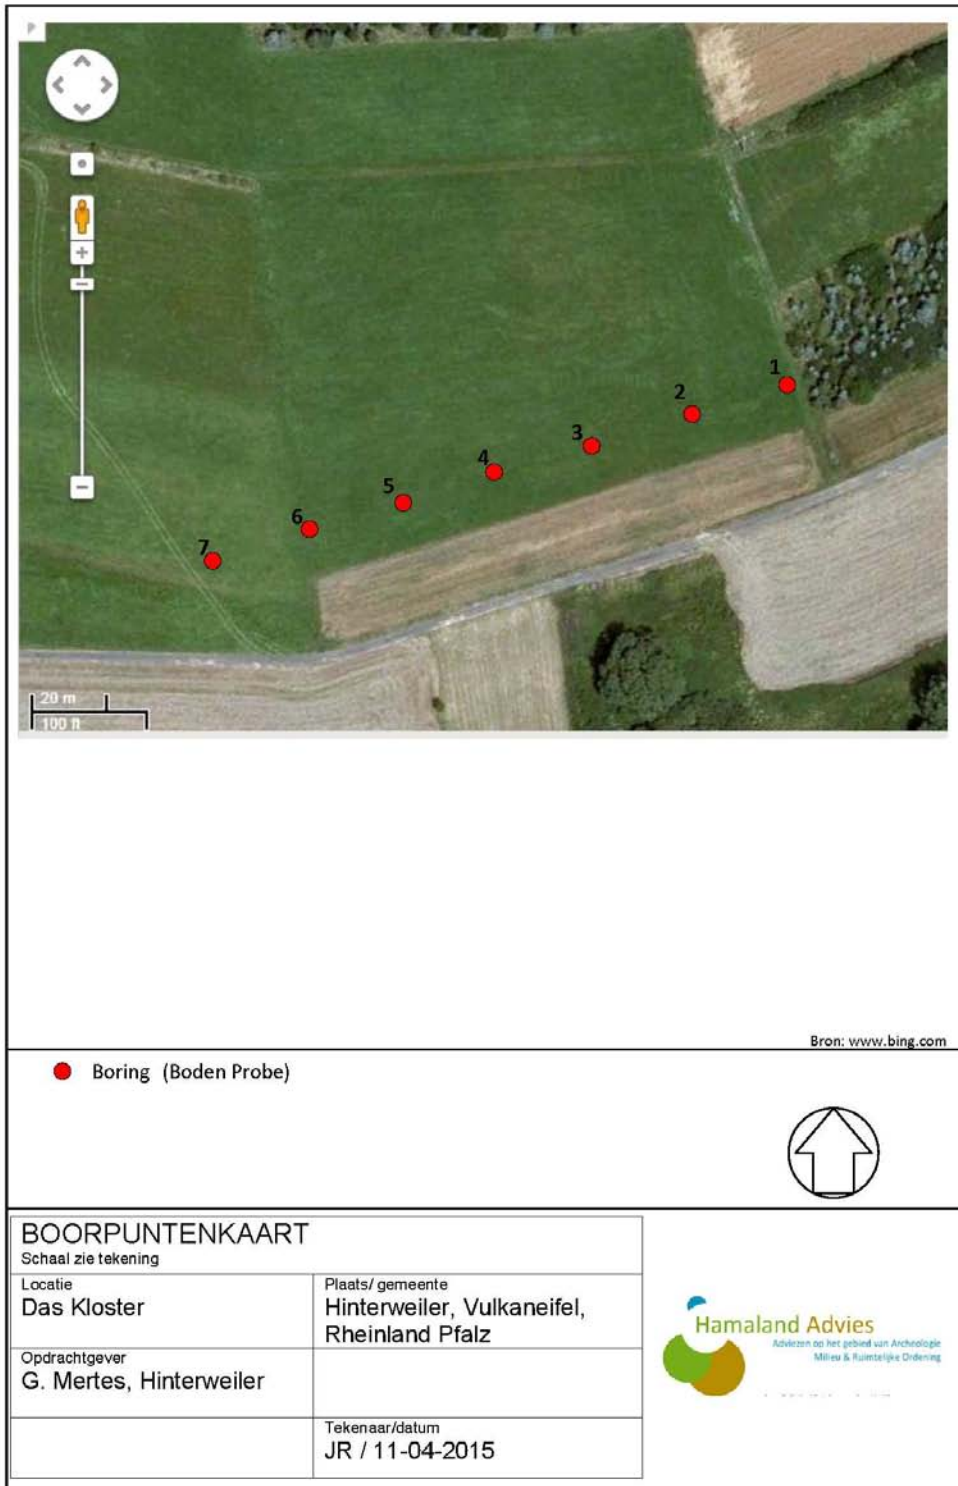 1
2
3
4
5
6
7
20 m
100 ft
Bron: www.bing.com
Boring (Boden Probe)
BOORPUNTENKAART
Schaal zie tekening
Locatie
Das Kloster
Plaats/ gemeente
Hinterweiler, Vulkaneifel,
Rheinland Pfalz
Opdrachtgever
G. Mertes, Hinterweiler
Tekenaar/datum
JR / 11-04-2015
Hamaland Advies
Adviezen op het gebied van Archeologie
Milieu & Ruimtelijke Ordening